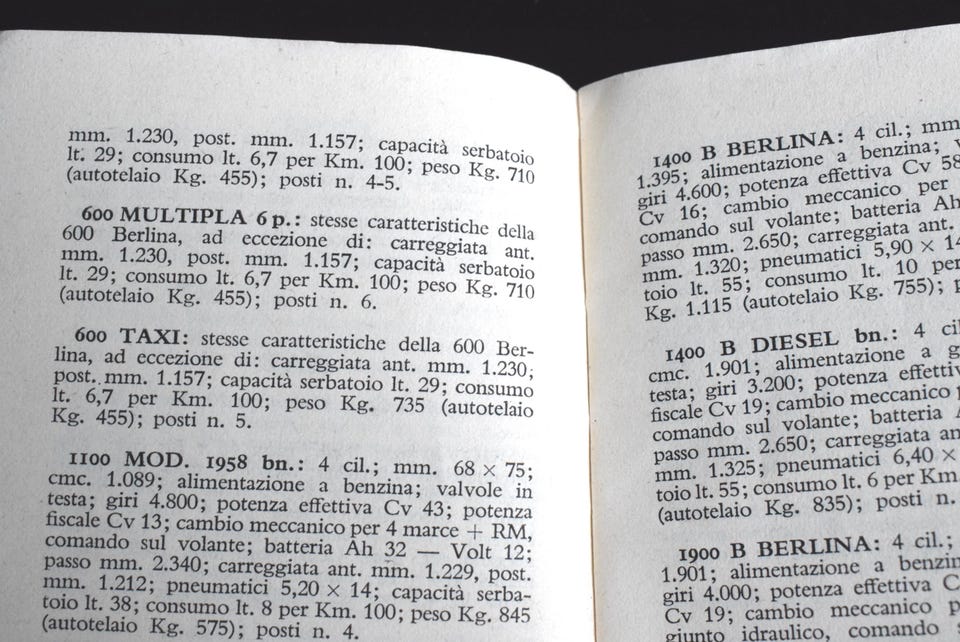 mm. 1.230, post. mm. 1.157; capacità serbatoio
lt. 29; consumo lt. 6,7 per Km. 100; peso Kg. 710
(autotelaio Kg. 455); posti n. 4-5.
600 MULTIPLA 6 p.: stesse caratteristiche della
600 Berlina, ad eccezione di: carreggiata ant.
mm. 1.230, post. mm. 1.157; capacità serbatoio
lt. 29; consumo lt. 6,7 per Km. 100; peso Kg. 710
(autotelaio Kg. 455); posti n. 6.
600 TAXI: stesse caratteristiche della 600 Ber-
lina, ad eccezione di: carreggiata ant. mm. 1.230;
post. mm. 1.157; capacità serbatoio lt. 29; consumo
lt. 6,7 per Km. 100; peso Kg. 735 (autotelaio
Kg. 455); posti n. 5.
1100 MOD. 1958 bn.: 4 cil.; mm. 68 × 75;
cmc. 1.089; alimentazione a benzina; valvole in
testa; giri 4.800; potenza effettiva Cv 43; potenza
fiscale Cv 13; cambio meccanico per 4 marce + RM,
comando sul volante; batteria Ah 32 — Volt 12;
passo mm. 2.340; carreggiata ant. mm. 1.229, post.
mm. 1.212; pneumatici 5,20 × 14; capacità serba-
toio lt. 38; consumo lt. 8 per Km. 100; peso Kg. 845
(autotelaio Kg. 575); posti n. 4.
1400 B BERLINA: 4 cil.; mm
1.395; alimentazione a benzina;
giri 4.600; potenza effettiva Cv 58
Cv 16; cambio meccanico per
comando sul volante; batteria Ah
passo mm. 2.650; carreggiata ant.
mm. 1.320; pneumatici 5,90 × 14
toio lt. 55; consumo lt. 10 per
Kg. 1.115 (autotelaio Kg. 755);
1400 B DIESEL bn.: 4 cil
cmc. 1.901; alimentazione a g
testa; giri 3.200; potenza effettiv
fiscale Cv 19; cambio meccanico
comando sul volante; batteria
passo mm. 2.650; carreggiata an
mm. 1.325; pneumatici 6,40 ×
toio lt. 55; consumo lt. 6 per Km.
(autotelaio Kg. 835); posti n.
1900 B BERLINA: 4 cil.;
1.901; alimentazione a benzin
giri 4.000; potenza effettiva C
Cv 19; cambio meccanico p
giunto idraulico, comando